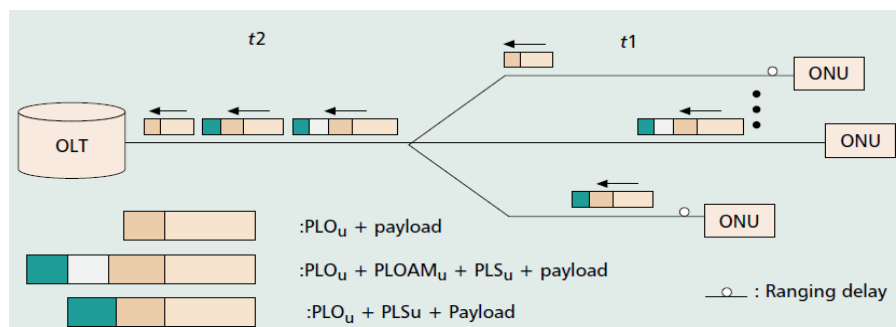 t2
t1
ONU
OLT
ONU
ONU
:PLOu + payload
:PLOu + PLOAMu + PLSu + payload
:PLOu + PLSu + Payload
: Ranging delay